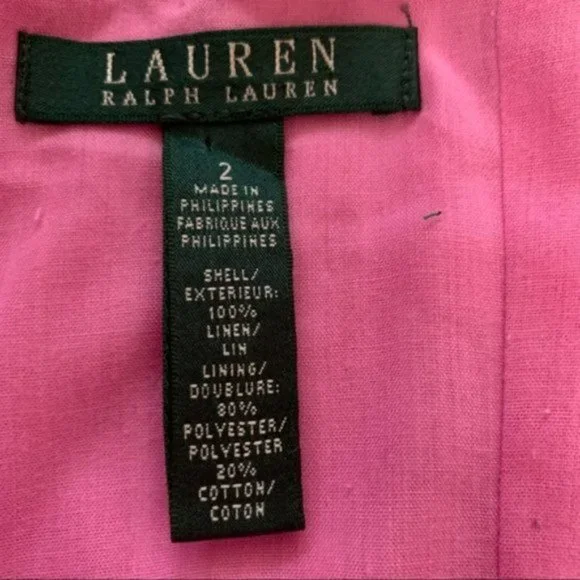 LAUREN
RALPH LAUREN
2
MADE IN
PHILIPPINES
FABRIQUE AUX
PHILIPPINES
SHELL/
EXTERIEUR:
100%
LINEN/
LIN
LINING/
DOUBLURE:
80%
POLYESTER/
POLYESTER
20%
COTTON/
COTON